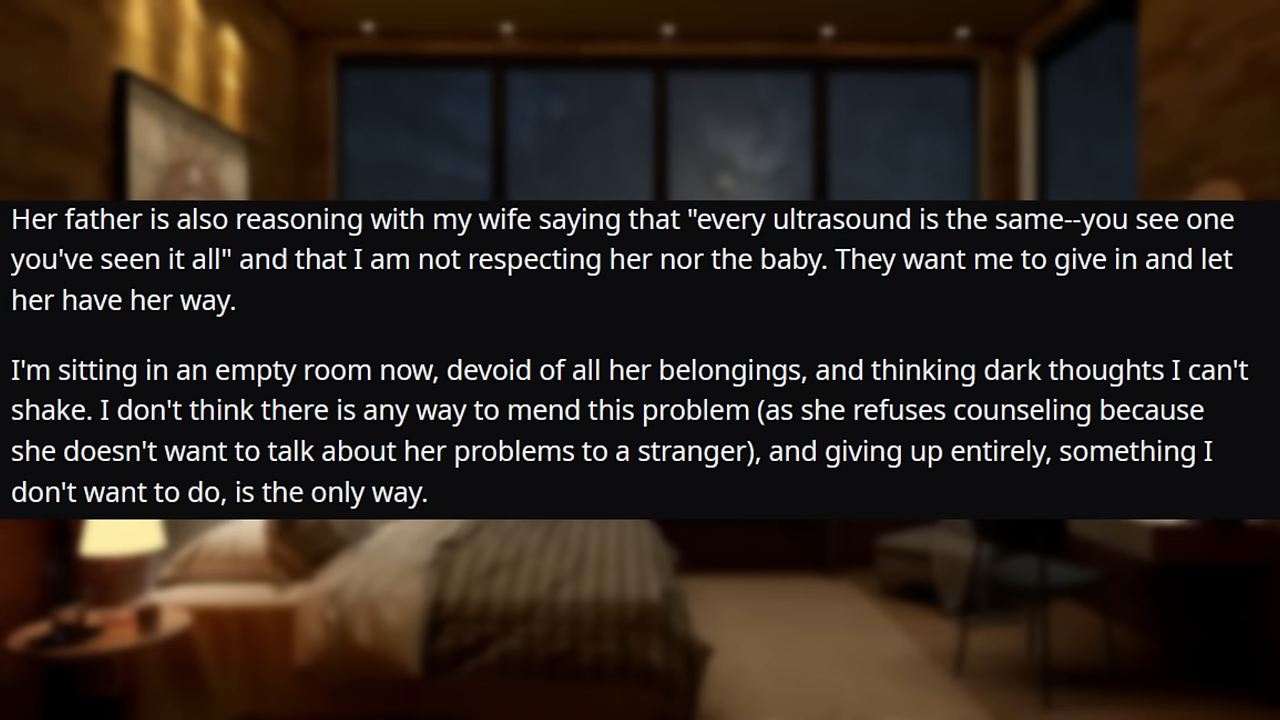 Her father is also reasoning with my wife saying that "every ultrasound is the same--you see one
you've seen it all" and that I am not respecting her nor the baby. They want me to give in and let
her have her way.
I'm sitting in an empty room now, devoid of all her belongings, and thinking dark thoughts I can't
shake. I don't think there is any way to mend this problem (as she refuses counseling because
she doesn't want to talk about her problems to a stranger), and giving up entirely, something I
don't want to do, is the only way.